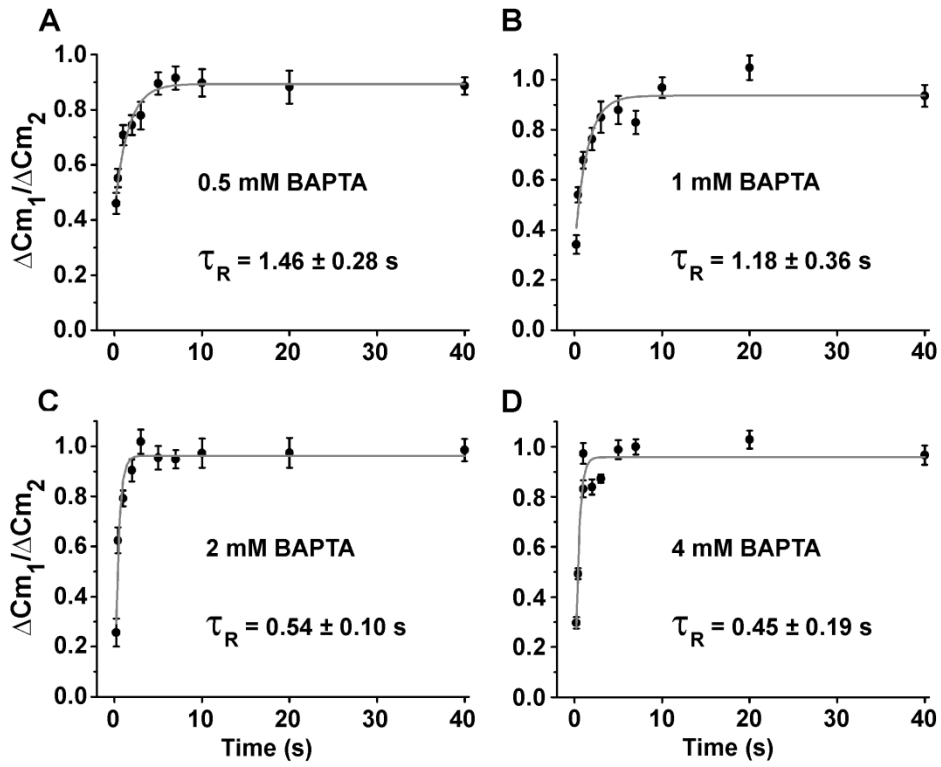 A
1.0
0.8
0.6
0.4
0.2
0.0
0 10 20 30 40
ΔCm1/ΔCm2
0.5 mM BAPTA
τR = 1.46 ± 0.28 s
B
1.0
0.8
0.6
0.4
0.2
0.0
0 10 20 30 40
1 mM BAPTA
τR = 1.18 ± 0.36 s
C
1.0
0.8
0.6
0.4
0.2
0.0
0 10 20 30 40
ΔCm1/ΔCm2
2 mM BAPTA
τR = 0.54 ± 0.10 s
Time (s)
D
1.0
0.8
0.6
0.4
0.2
0.0
0 10 20 30 40
4 mM BAPTA
τR = 0.45 ± 0.19 s
Time (s)